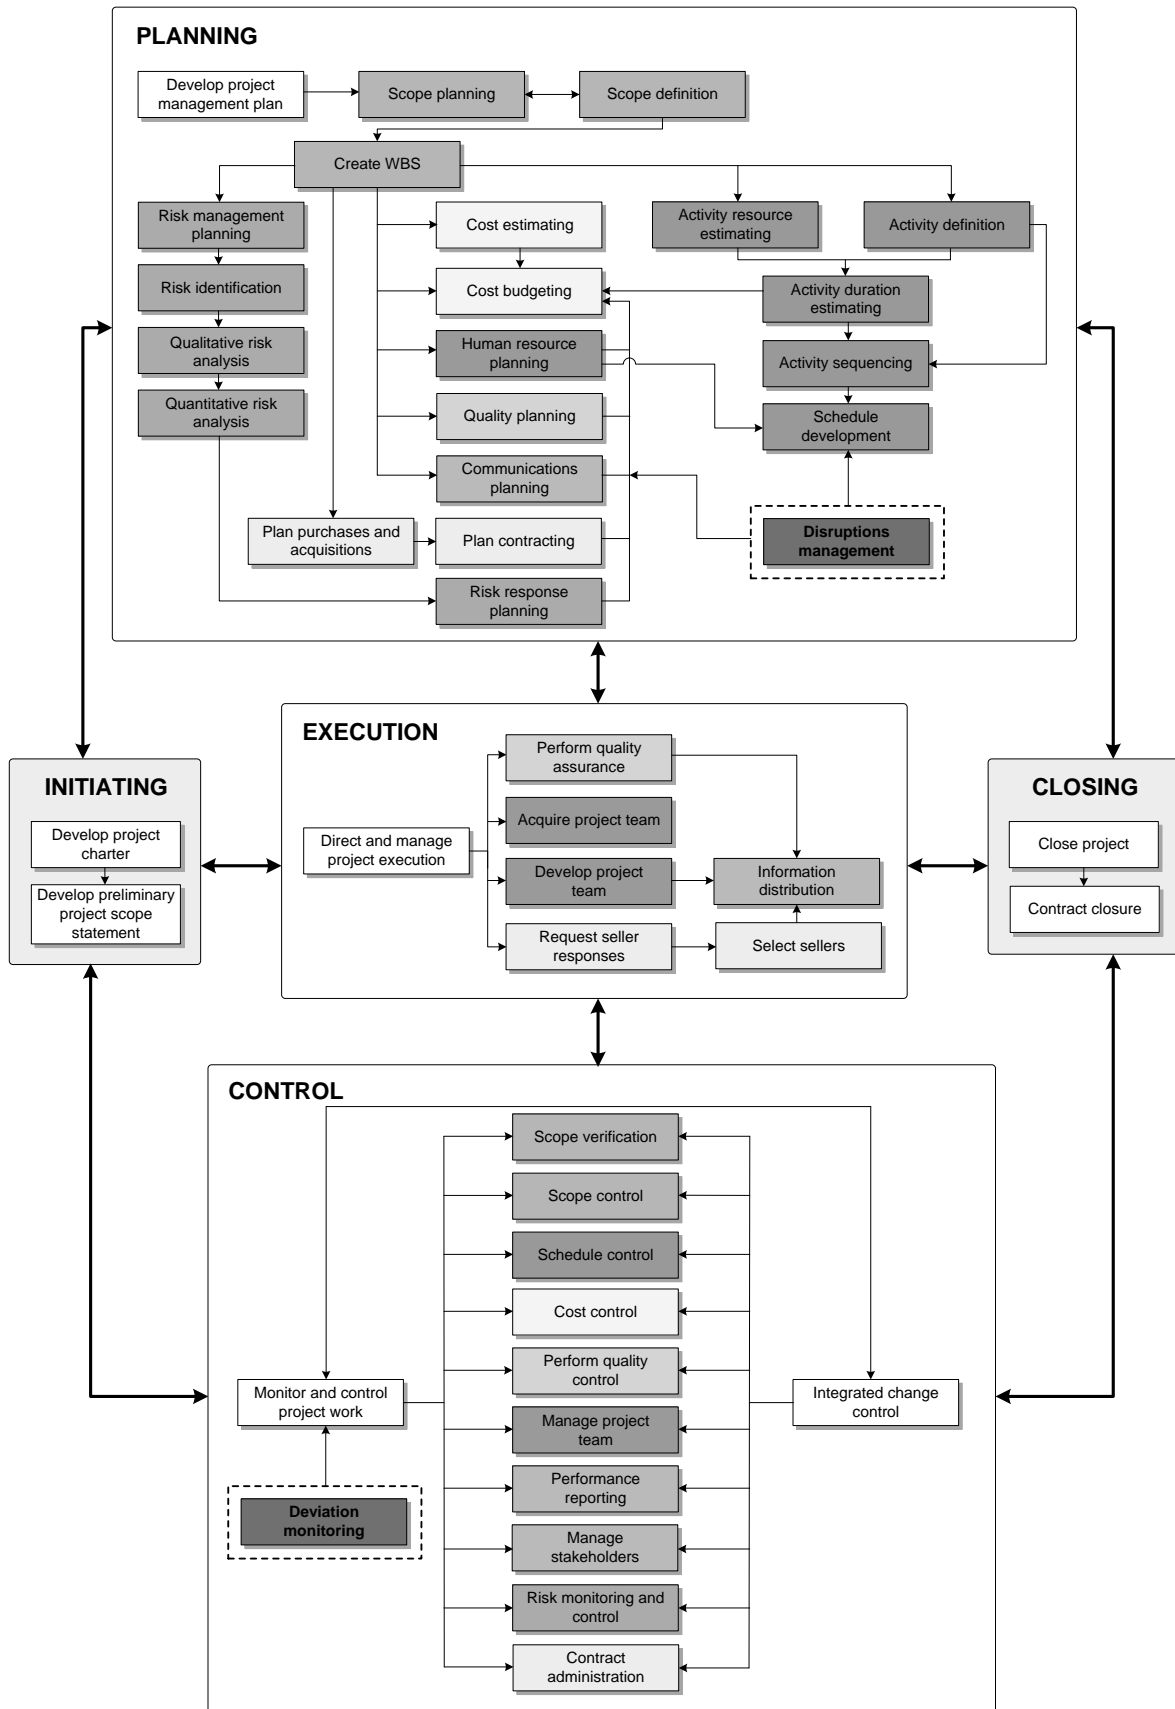 PLANNING
Develop project
management plan
Scope planning
Scope definition
Create WBS
Risk management
planning
Cost estimating
Activity resource
estimating
Activity definition
Risk identification
Cost budgeting
Activity duration
estimating
Qualitative risk
analysis
Human resource
planning
Activity sequencing
Quantitative risk
analysis
Quality planning
Schedule
development
Communications
planning
Plan purchases and
acquisitions
Plan contracting
Disruptions
management
Risk response
planning
EXECUTION
Perform quality
assurance
Acquire project team
Direct and manage
project execution
Develop project
team
Information
distribution
Request seller
responses
Select sellers
INITIATING
Develop project
charter
Develop preliminary
project scope
statement
CLOSING
Close project
Contract closure
CONTROL
Scope verification
Scope control
Schedule control
Cost control
Perform quality
control
Monitor and control
project work
Integrated change
control
Manage project
team
Performance
reporting
Deviation
monitoring
Manage
stakeholders
Risk monitoring and
control
Contract
administration